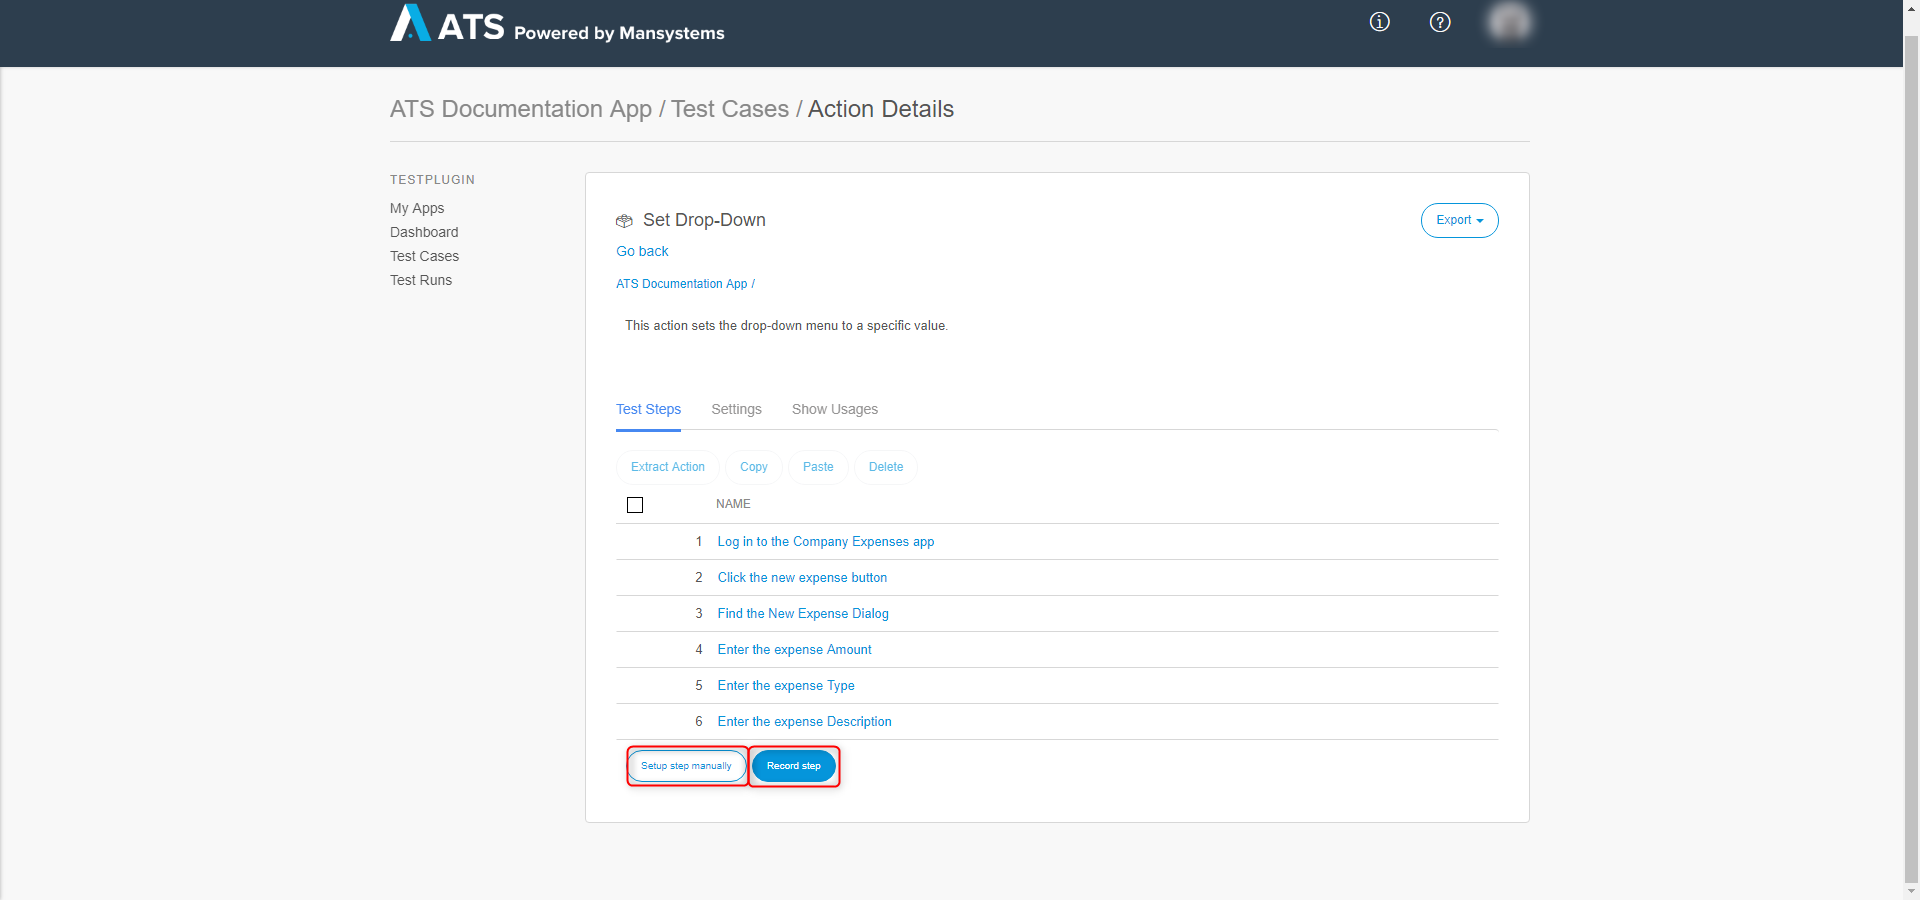 ATS Powered by Mansystems
ATS Documentation App / Test Cases / Action Details
TESTPLUGIN
My Apps
Dashboard
Test Cases
Test Runs
Set Drop-Down
Export
Go back
ATS Documentation App /
This action sets the drop-down menu to a specific value.
Test Steps Settings Show Usages
Extract Action Copy Paste Delete
NAME
1 Log in to the Company Expenses app
2 Click the new expense button
3 Find the New Expense Dialog
4 Enter the expense Amount
5 Enter the expense Type
6 Enter the expense Description
Setup step manually Record step